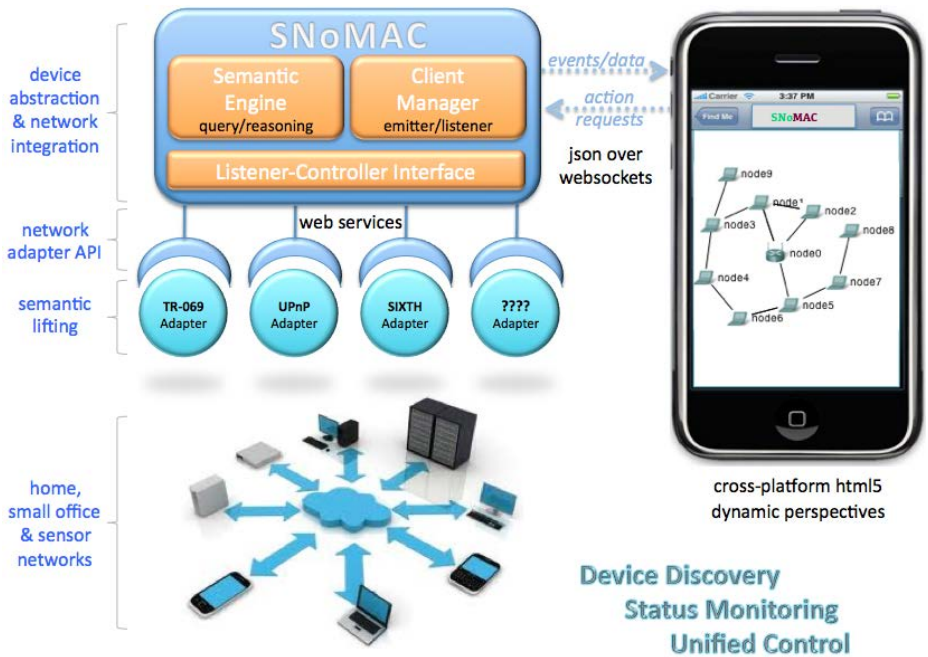 SNoMAC
device
abstraction
& network
integration
Semantic
Engine
query/reasoning
Client
Manager
emitter/listener
Listener-Controller Interface
events/data
action
requests
json over
websockets
network
adapter API
web services
semantic
lifting
TR-069
Adapter
UPnP
Adapter
SIXTH
Adapter
????
Adapter
home,
small office
& sensor
networks
Carrier
3:37 PM
Find Me
SNoMAC
node9
node1
node2
node3
node8
node0
node4
node7
node5
node6
cross-platform html5
dynamic perspectives
Device Discovery
Status Monitoring
Unified Control